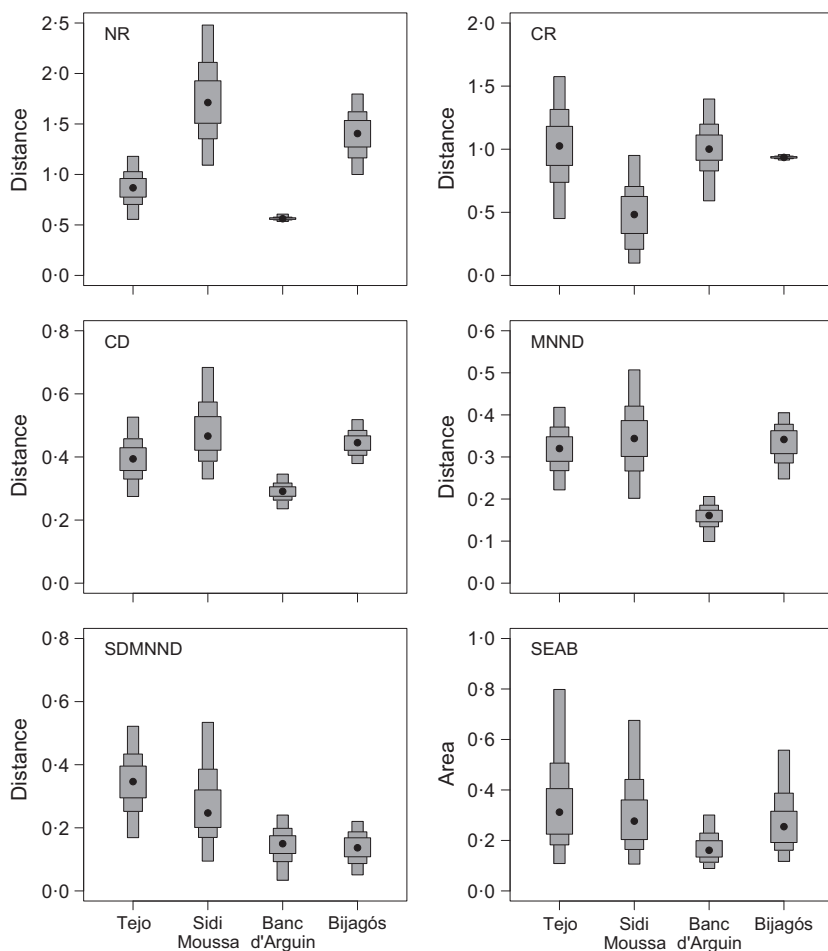 NR
Distance
2·5
2·0
1·5
1·0
0·5
0·0
CR
Distance
2·0
1·5
1·0
0·5
0·0
CD
Distance
0·8
0·6
0·4
0·2
0·0
MNND
Distance
0·6
0·5
0·4
0·3
0·2
0·1
0·0
SDMNND
Distance
0·8
0·6
0·4
0·2
0·0
Tejo
Sidi
Moussa
Banc
d'Arguin
Bijagós
SEAB
Area
1·0
0·8
0·6
0·4
0·2
0·0
Tejo
Sidi
Moussa
Banc
d'Arguin
Bijagós